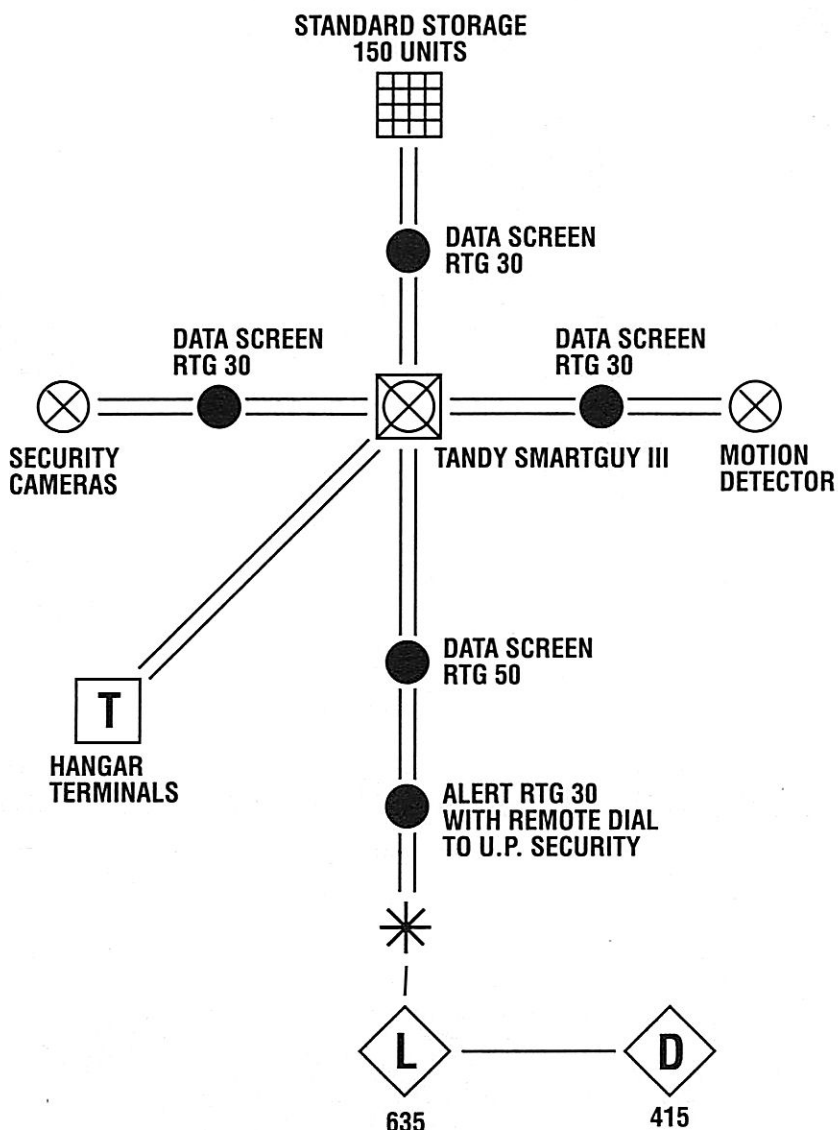 STANDARD STORAGE
150 UNITS
DATA SCREEN
RTG 30
DATA SCREEN
RTG 30
DATA SCREEN
RTG 30
SECURITY
CAMERAS
TANDY SMARTGUY III
MOTION
DETECTOR
DATA SCREEN
RTG 50
T
HANGAR
TERMINALS
ALERT RTG 30
WITH REMOTE DIAL
TO U.P. SECURITY
L
D
635
415